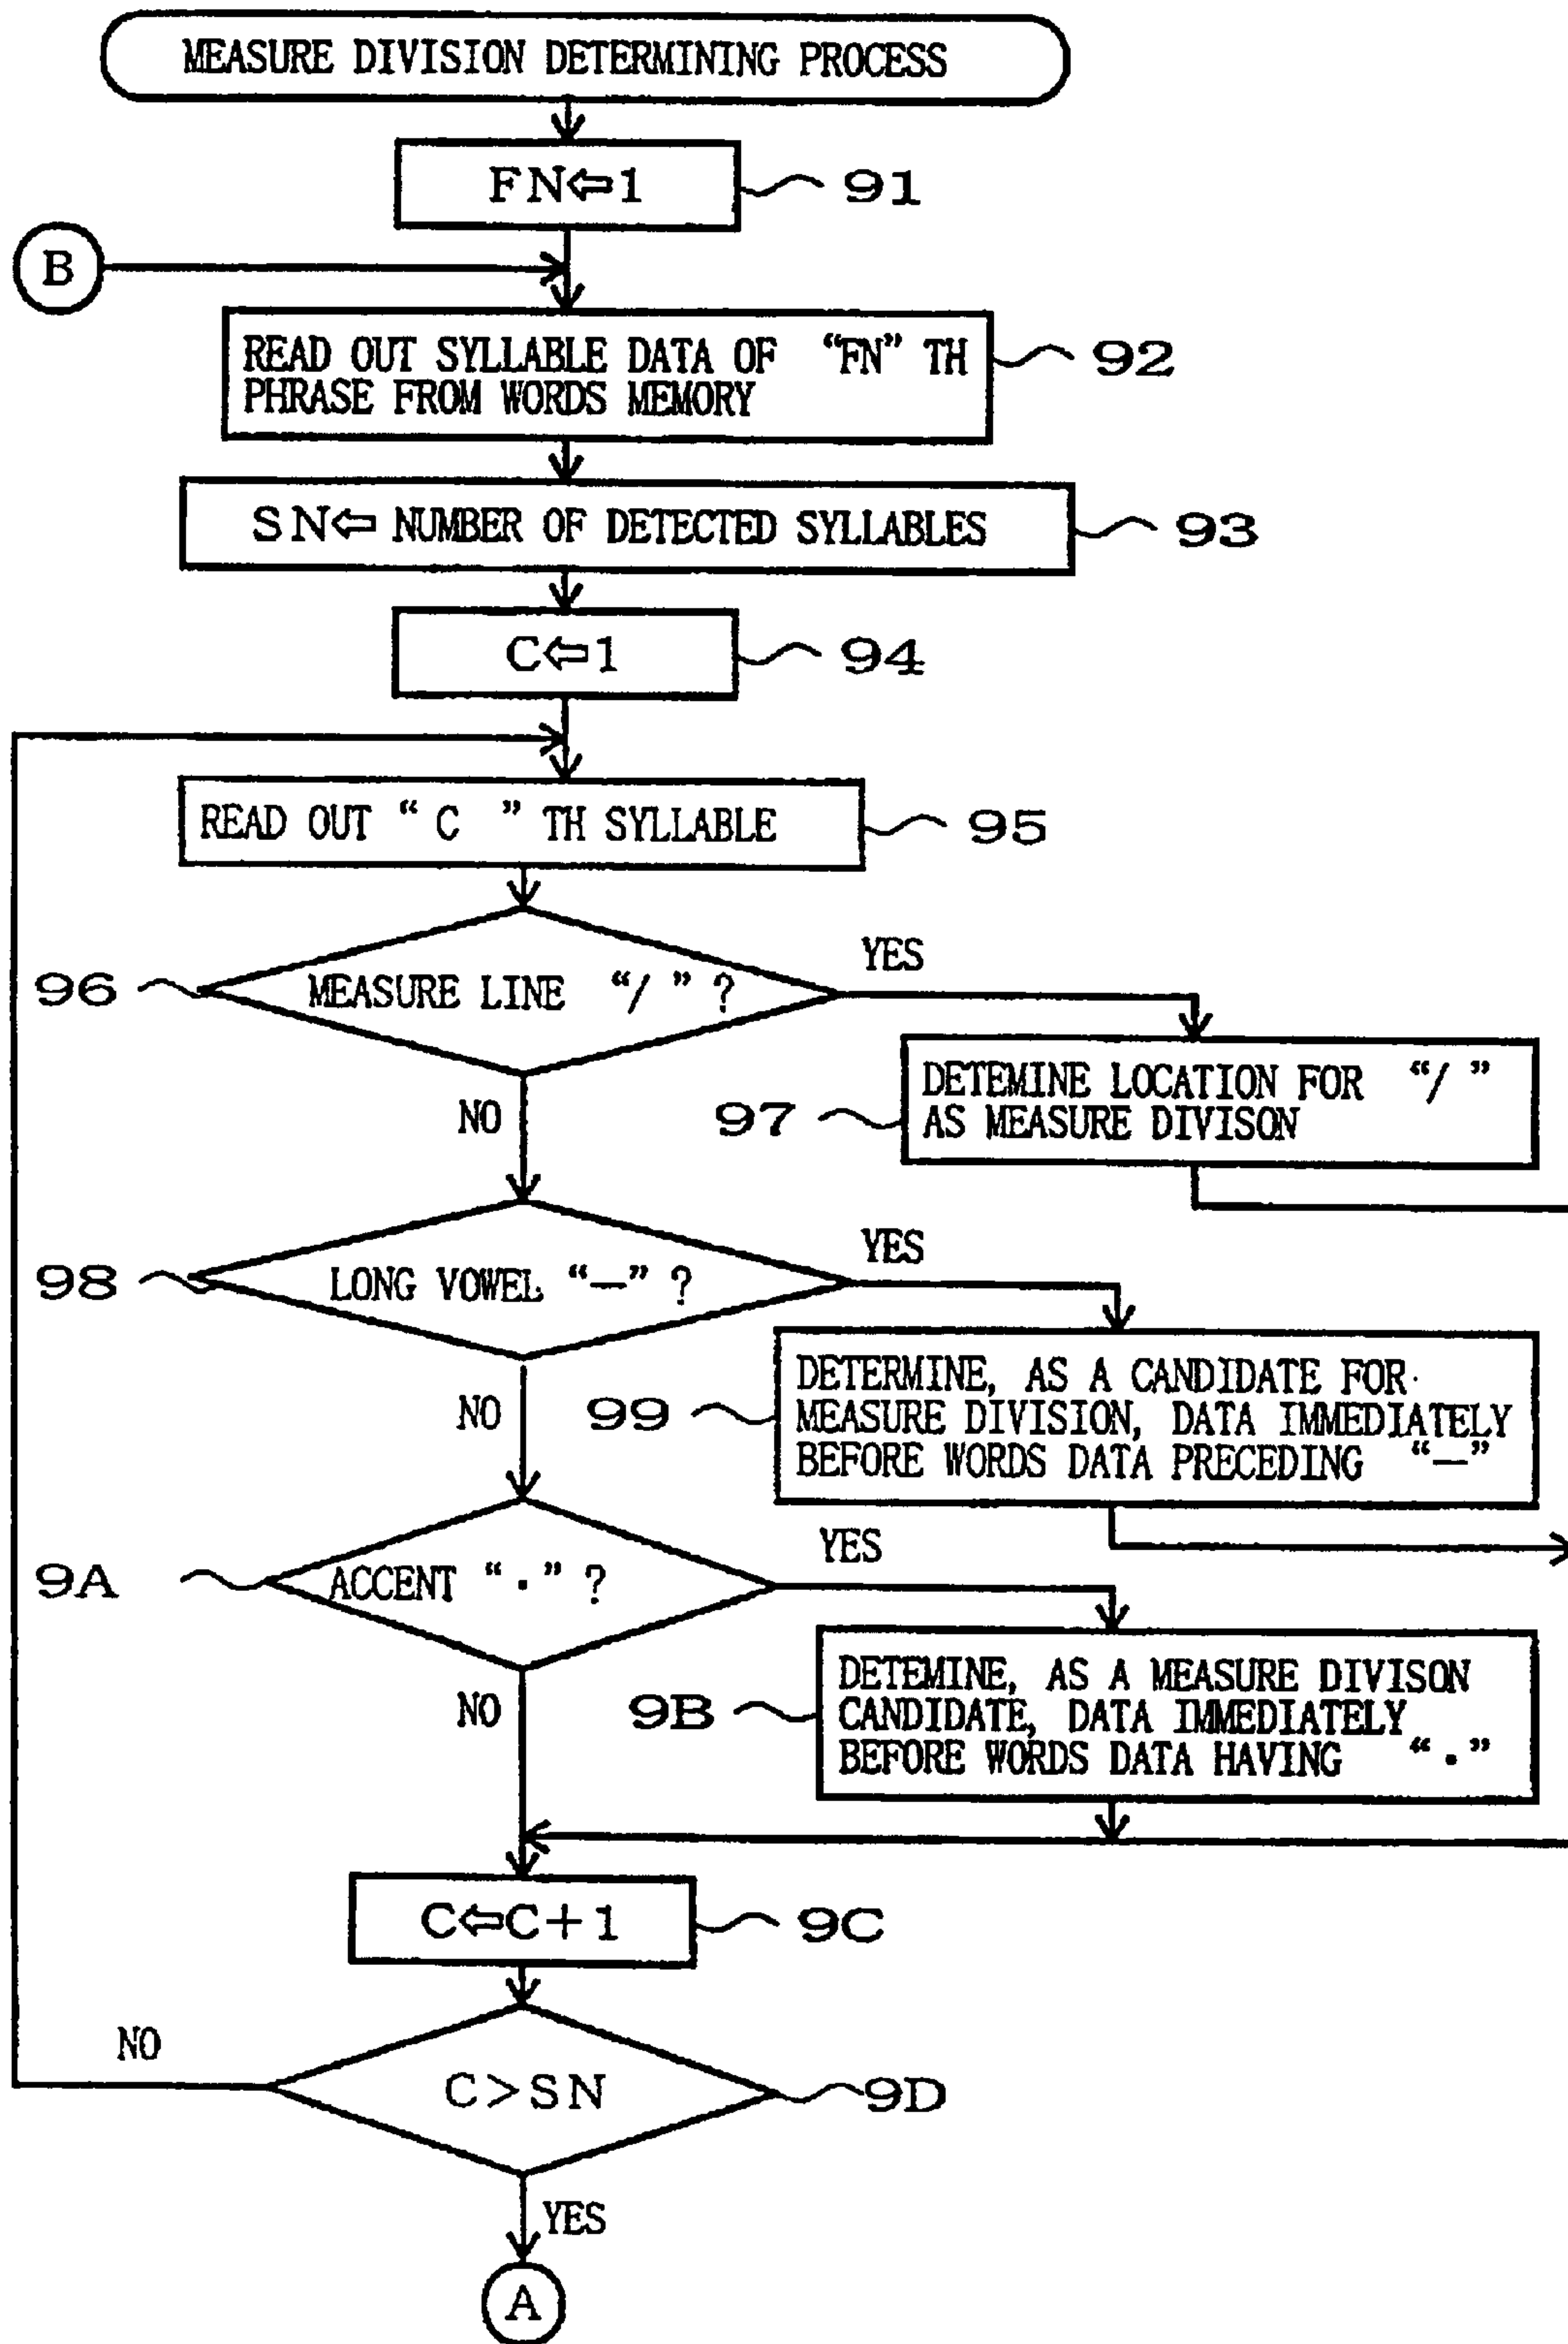 MEASURE DIVISION DETERMINING PROCESS
FN⇦1
91
B
READ OUT SYLLABLE DATA OF “FN” TH
PHRASE FROM WORDS MEMORY
92
SN⇦ NUMBER OF DETECTED SYLLABLES
93
C⇦1
94
READ OUT “ C ” TH SYLLABLE
95
96
MEASURE LINE “/ ” ?
YES
NO
97
DETEMINE LOCATION FOR “/ ”
AS MEASURE DIVISON
98
LONG VOWEL “—” ?
YES
NO
99
DETERMINE, AS A CANDIDATE FOR
MEASURE DIVISION, DATA IMMEDIATELY
BEFORE WORDS DATA PRECEDING “—”
9A
ACCENT “ · ” ?
YES
NO
9B
DETEMINE, AS A MEASURE DIVISON
CANDIDATE, DATA IMMEDIATELY
BEFORE WORDS DATA HAVING “ · ”
C⇦C+1
9C
NO
C>SN
9D
YES
A